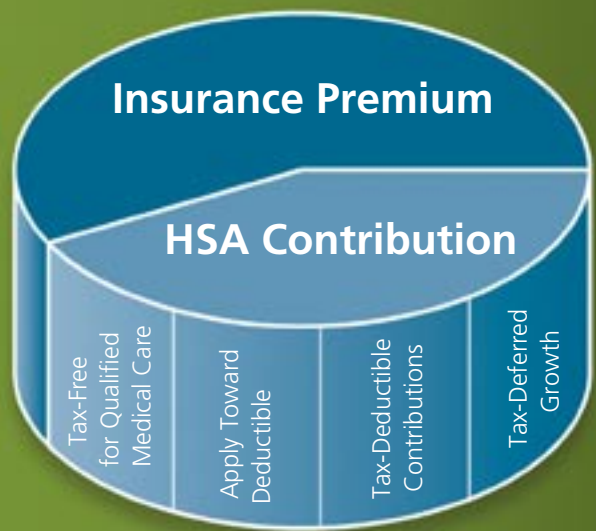 Insurance Premium
HSA Contribution
Tax-Free
for Qualified
Medical Care
Apply Toward
Deductible
Tax-Deductible
Contributions
Tax-Deferred
Growth